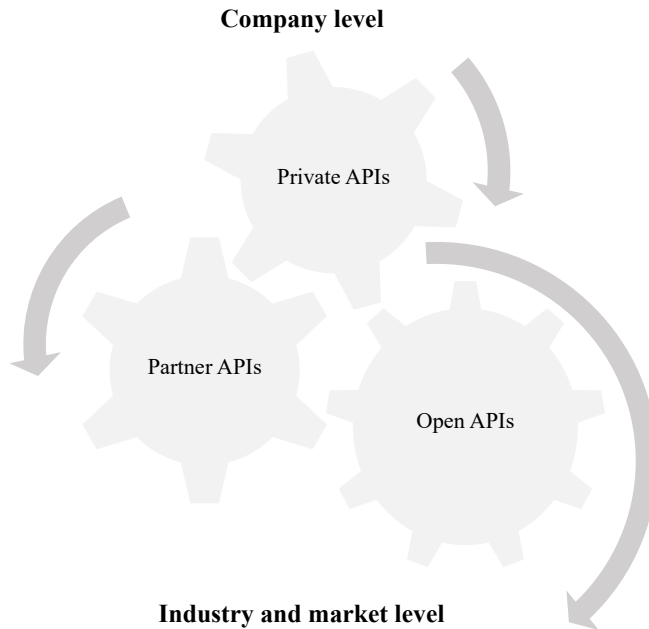 Company level
Private APIs
Partner APIs
Open APIs
Industry and market level